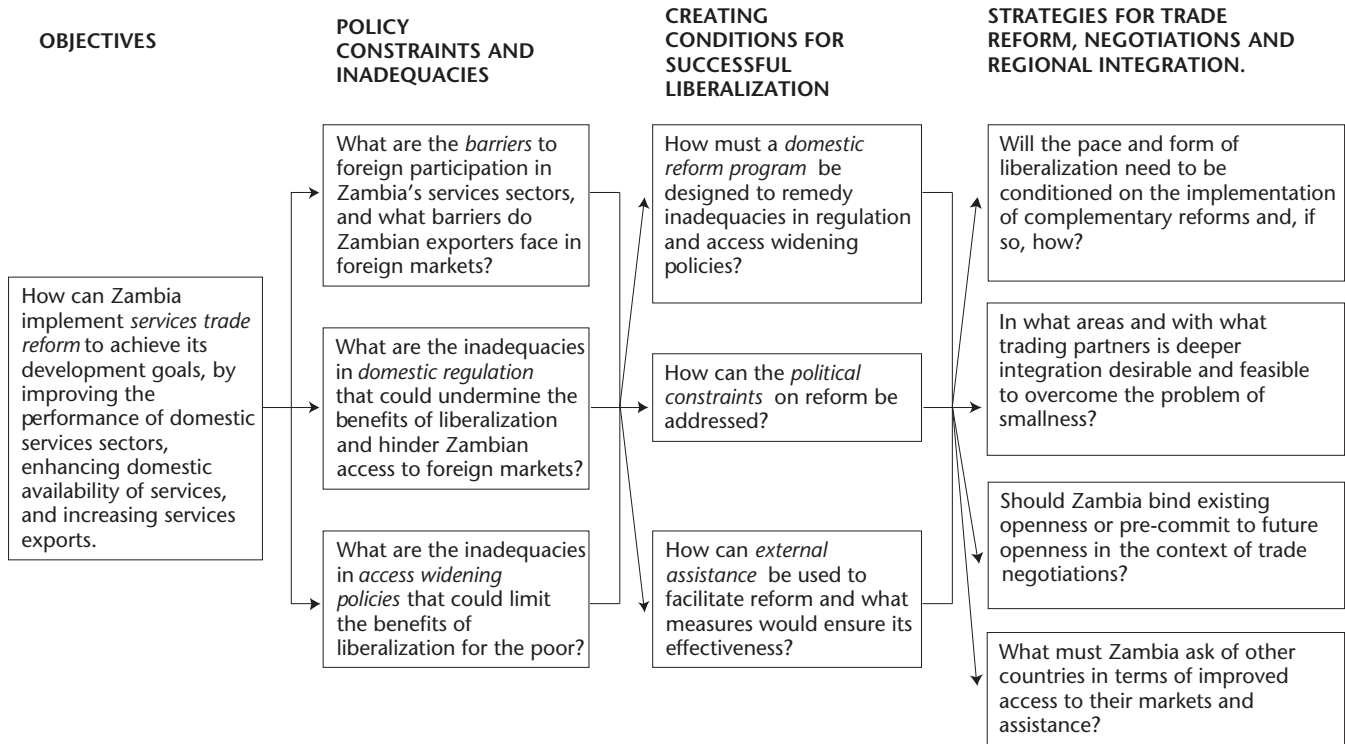 OBJECTIVES
POLICY
CONSTRAINTS AND
INADEQUACIES
CREATING
CONDITIONS FOR
SUCCESSFUL
LIBERALIZATION
STRATEGIES FOR TRADE
REFORM, NEGOTIATIONS AND
REGIONAL INTEGRATION.
How can Zambia
implement services trade
reform to achieve its
development goals, by
improving the
performance of domestic
services sectors,
enhancing domestic
availability of services,
and increasing services
exports.
What are the barriers to
foreign participation in
Zambia’s services sectors,
and what barriers do
Zambian exporters face in
foreign markets?
What are the inadequacies
in domestic regulation
that could undermine the
benefits of liberalization
and hinder Zambian
access to foreign markets?
What are the inadequacies
in access widening
policies that could limit
the benefits of
liberalization for the poor?
How must a domestic
reform program be
designed to remedy
inadequacies in regulation
and access widening
policies?
How can the political
constraints on reform be
addressed?
How can external
assistance be used to
facilitate reform and what
measures would ensure its
effectiveness?
Will the pace and form of
liberalization need to be
conditioned on the implementation
of complementary reforms and, if
so, how?
In what areas and with what
trading partners is deeper
integration desirable and feasible
to overcome the problem of
smallness?
Should Zambia bind existing
openness or pre-commit to future
openness in the context of trade
negotiations?
What must Zambia ask of other
countries in terms of improved
access to their markets and
assistance?